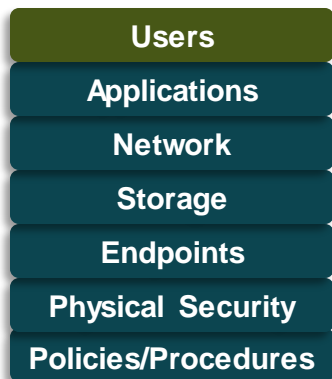 Users
Applications
Network
Storage
Endpoints
Physical Security
Policies/Procedures